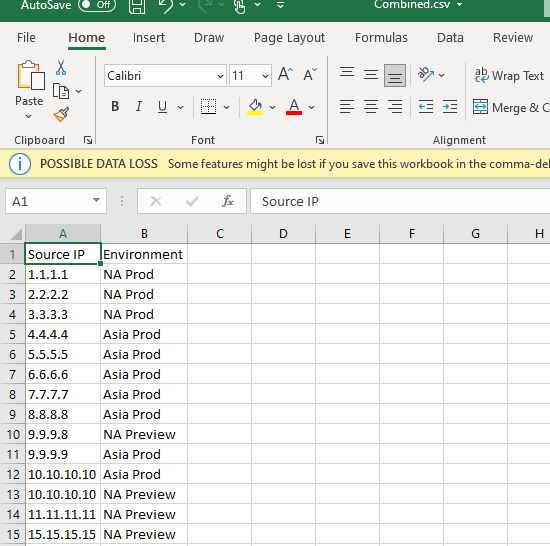 AutoSave Off Combined.csv
File Home Insert Draw Page Layout Formulas Data Review
Paste Calibri 11 A A ab Wrap Text
B I U A Merge & C
Clipboard Font Alignment
POSSIBLE DATA LOSS Some features might be lost if you save this workbook in the comma-del
A1 fx Source IP
A B C D E F G H
1 Source IP Environment
2 1.1.1.1 NA Prod
3 2.2.2.2 NA Prod
4 3.3.3.3 NA Prod
5 4.4.4.4 Asia Prod
6 5.5.5.5 Asia Prod
7 6.6.6.6 Asia Prod
8 7.7.7.7 Asia Prod
9 8.8.8.8 Asia Prod
10 9.9.9.8 NA Preview
11 9.9.9.9 Asia Prod
12 10.10.10.10 Asia Prod
13 10.10.10.10 NA Preview
14 11.11.11.11 NA Preview
15 15.15.15.15 NA Preview